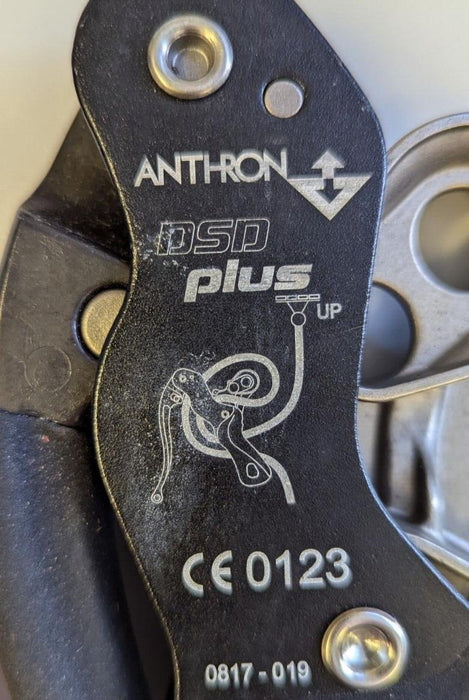 ANTHRON
DSD
plus
UP
CE 0123
0817 - 019